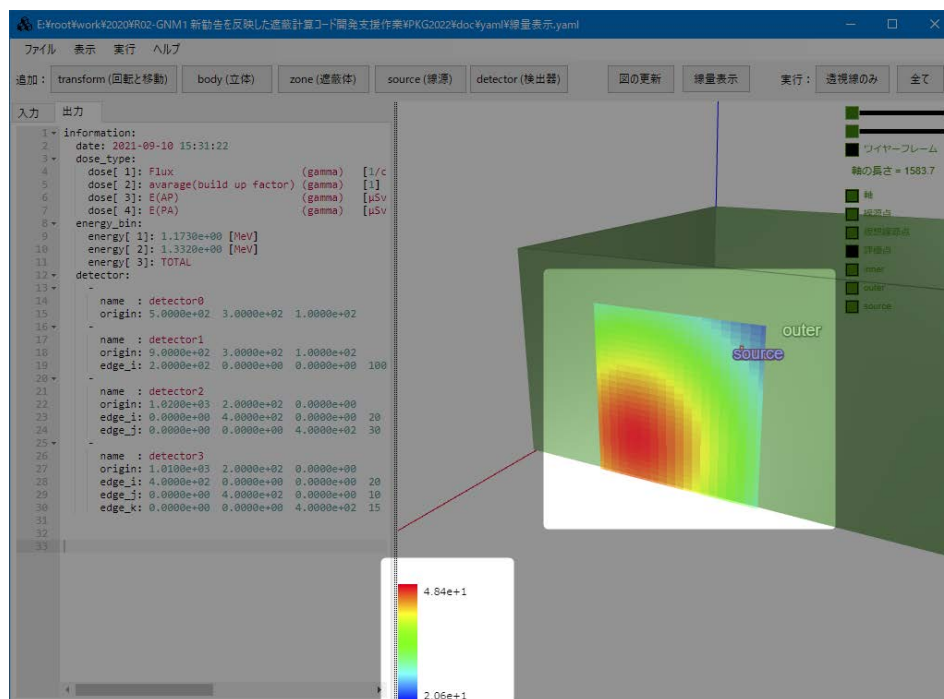 E:¥root¥work¥2020¥R02-GNM1 新勧告を反映した遮蔽計算コード開発支援作業¥PKG2022¥doc¥yaml¥線量表示.yaml
ファイル 表示 実行 ヘルプ
追加： transform (回転と移動) body (立体) zone (遮蔽体) source (線源) detector (検出器) 図の更新 線量表示 実行： 透視線のみ 全て
入力 出力
1 information:
2 date: 2021-09-10 15:31:22
3 dose_type:
4 dose[ 1]: Flux (gamma) [1/c
5 dose[ 2]: avarage(build up factor) (gamma) [1]
6 dose[ 3]: E(AP) (gamma) [μSv
7 dose[ 4]: E(PA) (gamma) [μSv
8 energy_bin:
9 energy[ 1]: 1.1730e+00 [MeV]
10 energy[ 2]: 1.3320e+00 [MeV]
11 energy[ 3]: TOTAL
12 detector:
13 -
14 name : detector0
15 origin: 5.0000e+02 3.0000e+02 1.0000e+02
16 -
17 name : detector1
18 origin: 9.0000e+02 3.0000e+02 1.0000e+02
19 edge_i: 2.0000e+02 0.0000e+00 0.0000e+00 100
20 -
21 name : detector2
22 origin: 1.0200e+03 2.0000e+02 0.0000e+00
23 edge_i: 0.0000e+00 4.0000e+02 0.0000e+00 20
24 edge_j: 0.0000e+00 0.0000e+00 4.0000e+02 30
25 -
26 name : detector3
27 origin: 1.0100e+03 2.0000e+02 0.0000e+00
28 edge_i: 4.0000e+02 0.0000e+00 0.0000e+00 20
29 edge_j: 0.0000e+00 4.0000e+02 0.0000e+00 10
30 edge_k: 0.0000e+00 0.0000e+00 4.0000e+02 15
31
32
33
ワイヤーフレーム
軸の長さ = 1583.7
軸
線源点
仮想線源点
評価点
inner
outer
source
outer
source
4.84e+1
2.06e+1